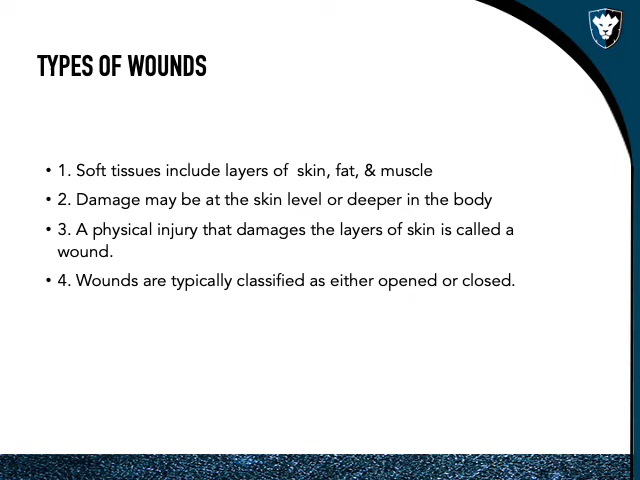 TYPES OF WOUNDS
• 1. Soft tissues include layers of  skin, fat, & muscle
• 2. Damage may be at the skin level or deeper in the body
• 3. A physical injury that damages the layers of skin is called a
wound.
• 4. Wounds are typically classified as either opened or closed.